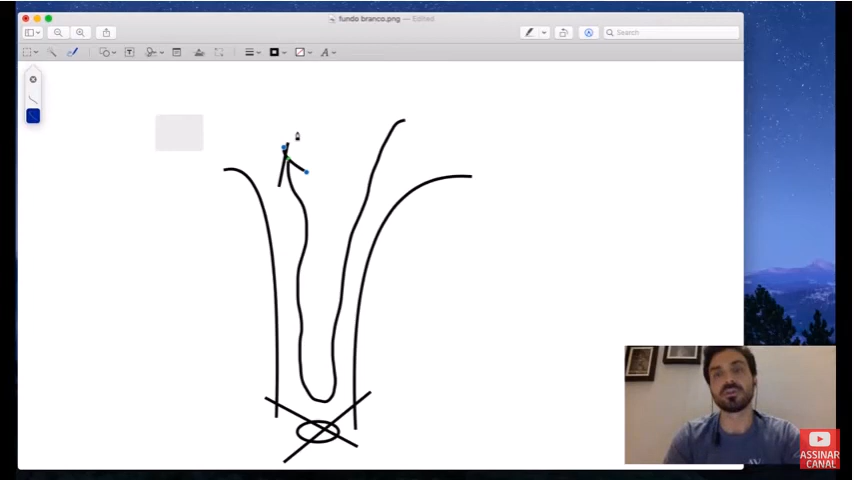 fundo branco.png — Edited
Search
ASSINAR
CANAL